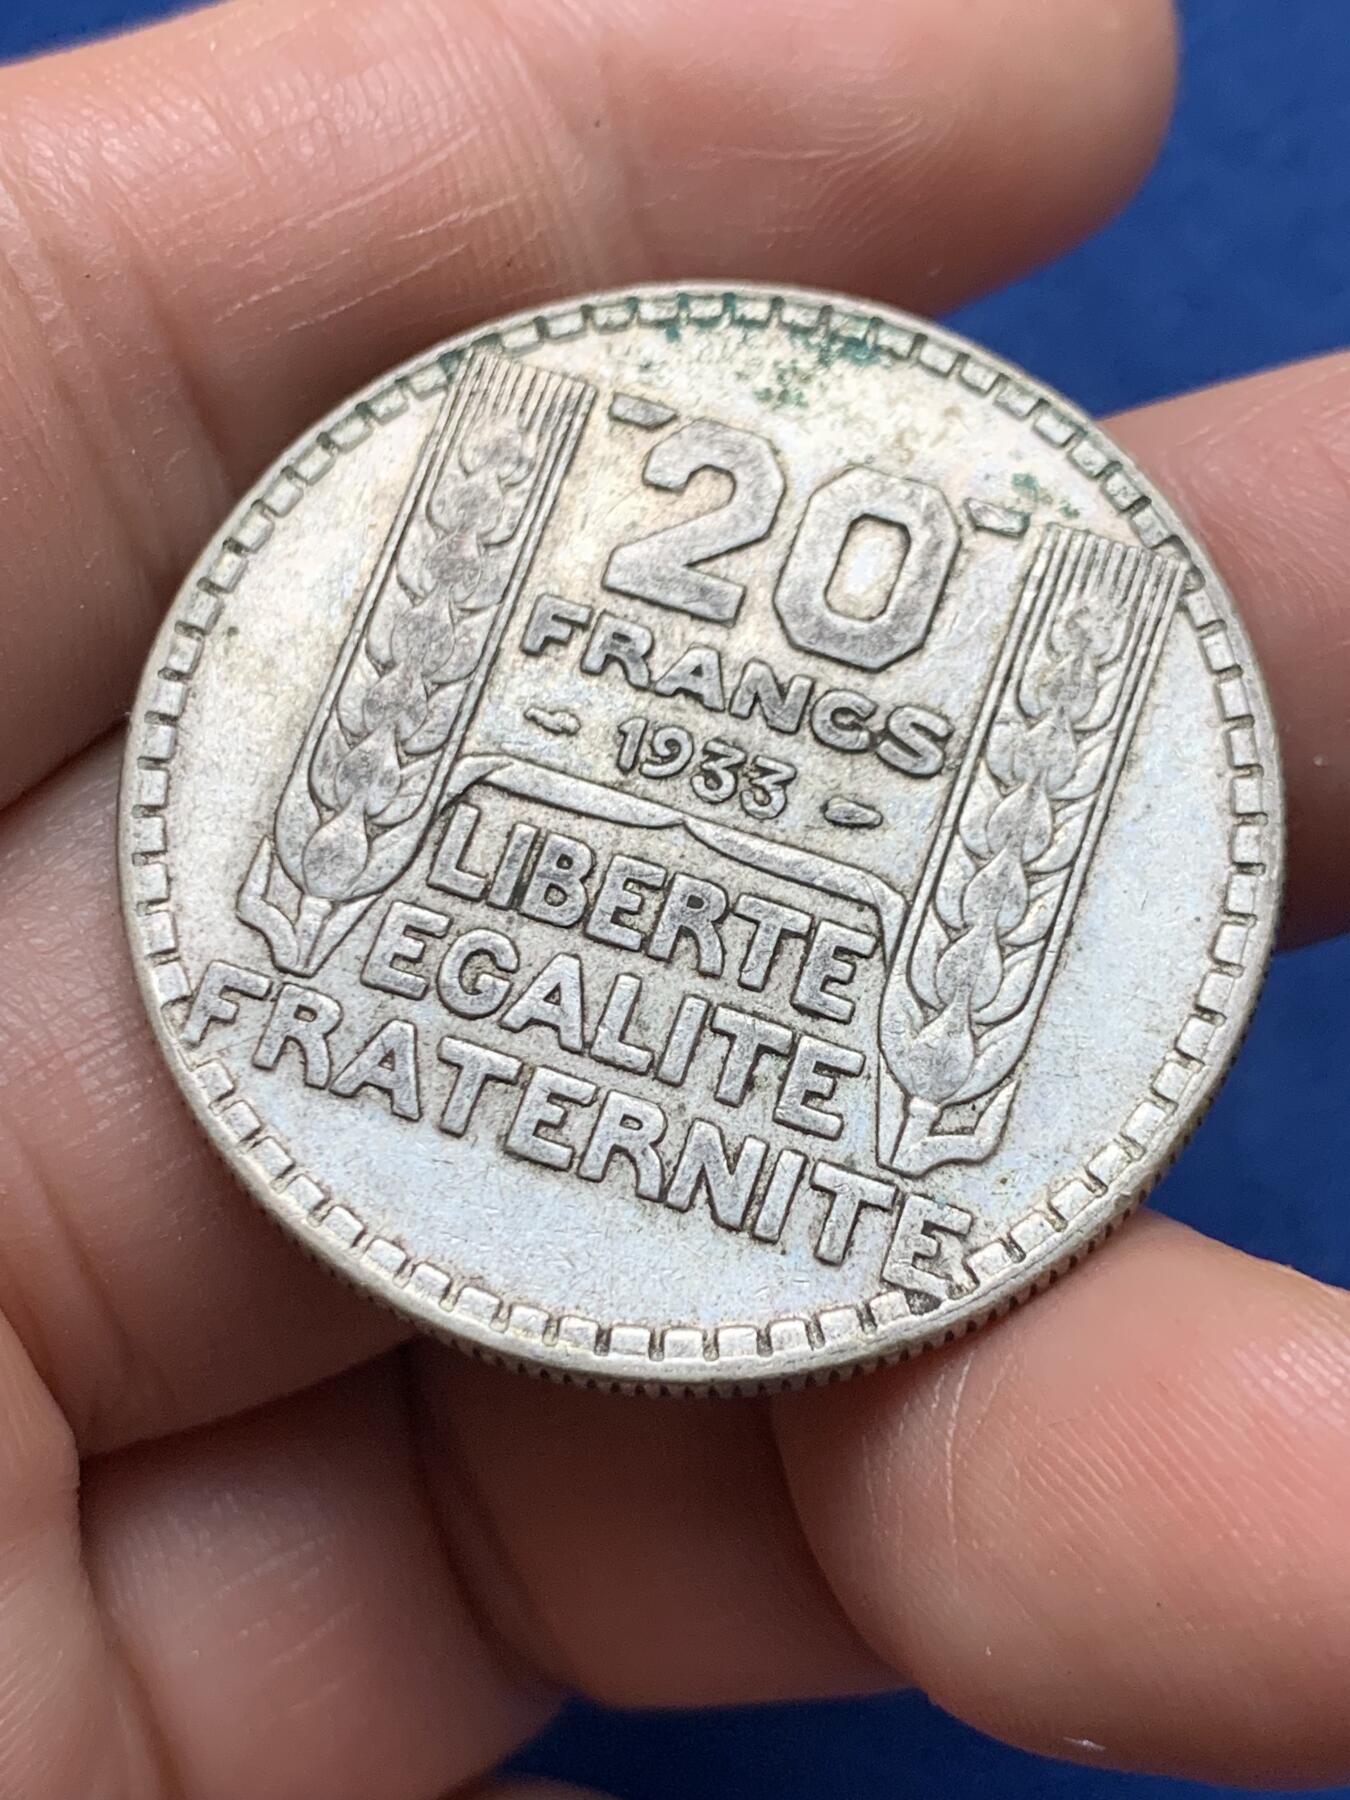 20
FRANCS
1933
LIBERTE
EGALITE
FRATERNITE